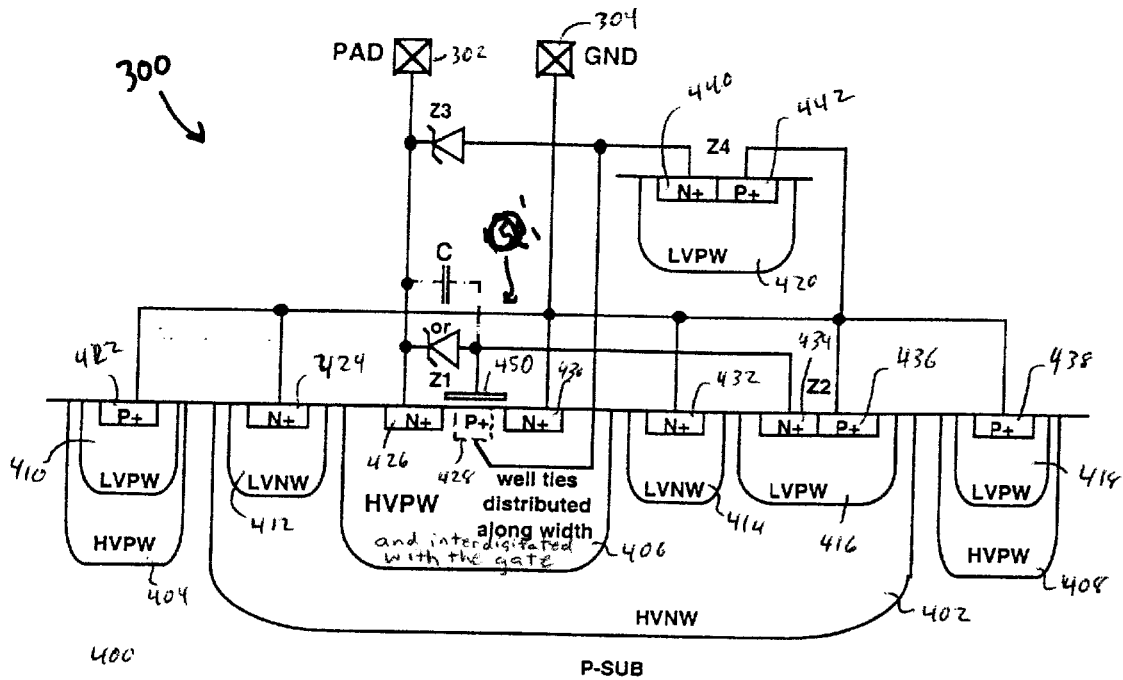 304
PAD
302
GND
300
440
442
Z3
Z4
N+ P+
LVPW
420
C
or
434
422
424
Z1
450
430
432
Z2
436
438
P+
N+
N+
P+
N+
N+
N+
P+
P+
410
426
428
418
LVPW
LVNW
412
HVPW
well ties
distributed
along width
and interdigitated
with the gate
406
LVNW
414
LVPW
416
LVPW
HVPW
404
HVPW
408
402
HVNW
400
P-SUB